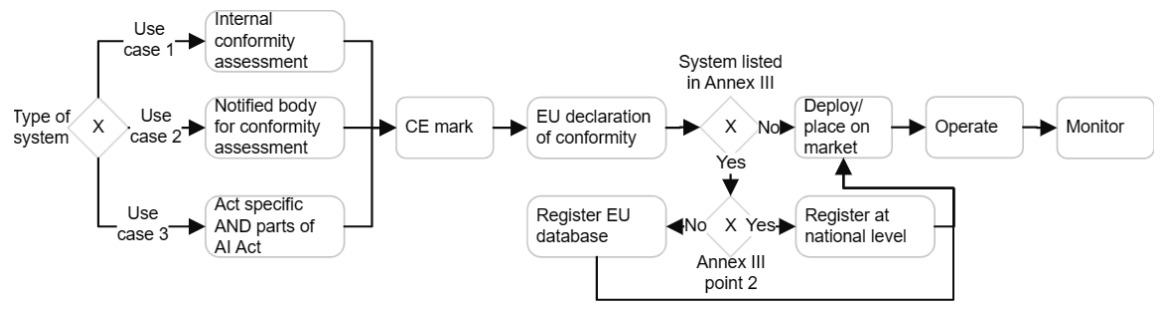 Type of
system
X
Use
case 1
Internal
conformity
assessment
Use
case 2
Notified body
for conformity
assessment
Use
case 3
Act specific
AND parts of
AI Act
CE mark
EU declaration
of conformity
System listed
in Annex III
X
No
Deploy/
place on
market
Operate
Monitor
Yes
Register EU
database
No
X
Yes
Annex III
point 2
Register at
national level